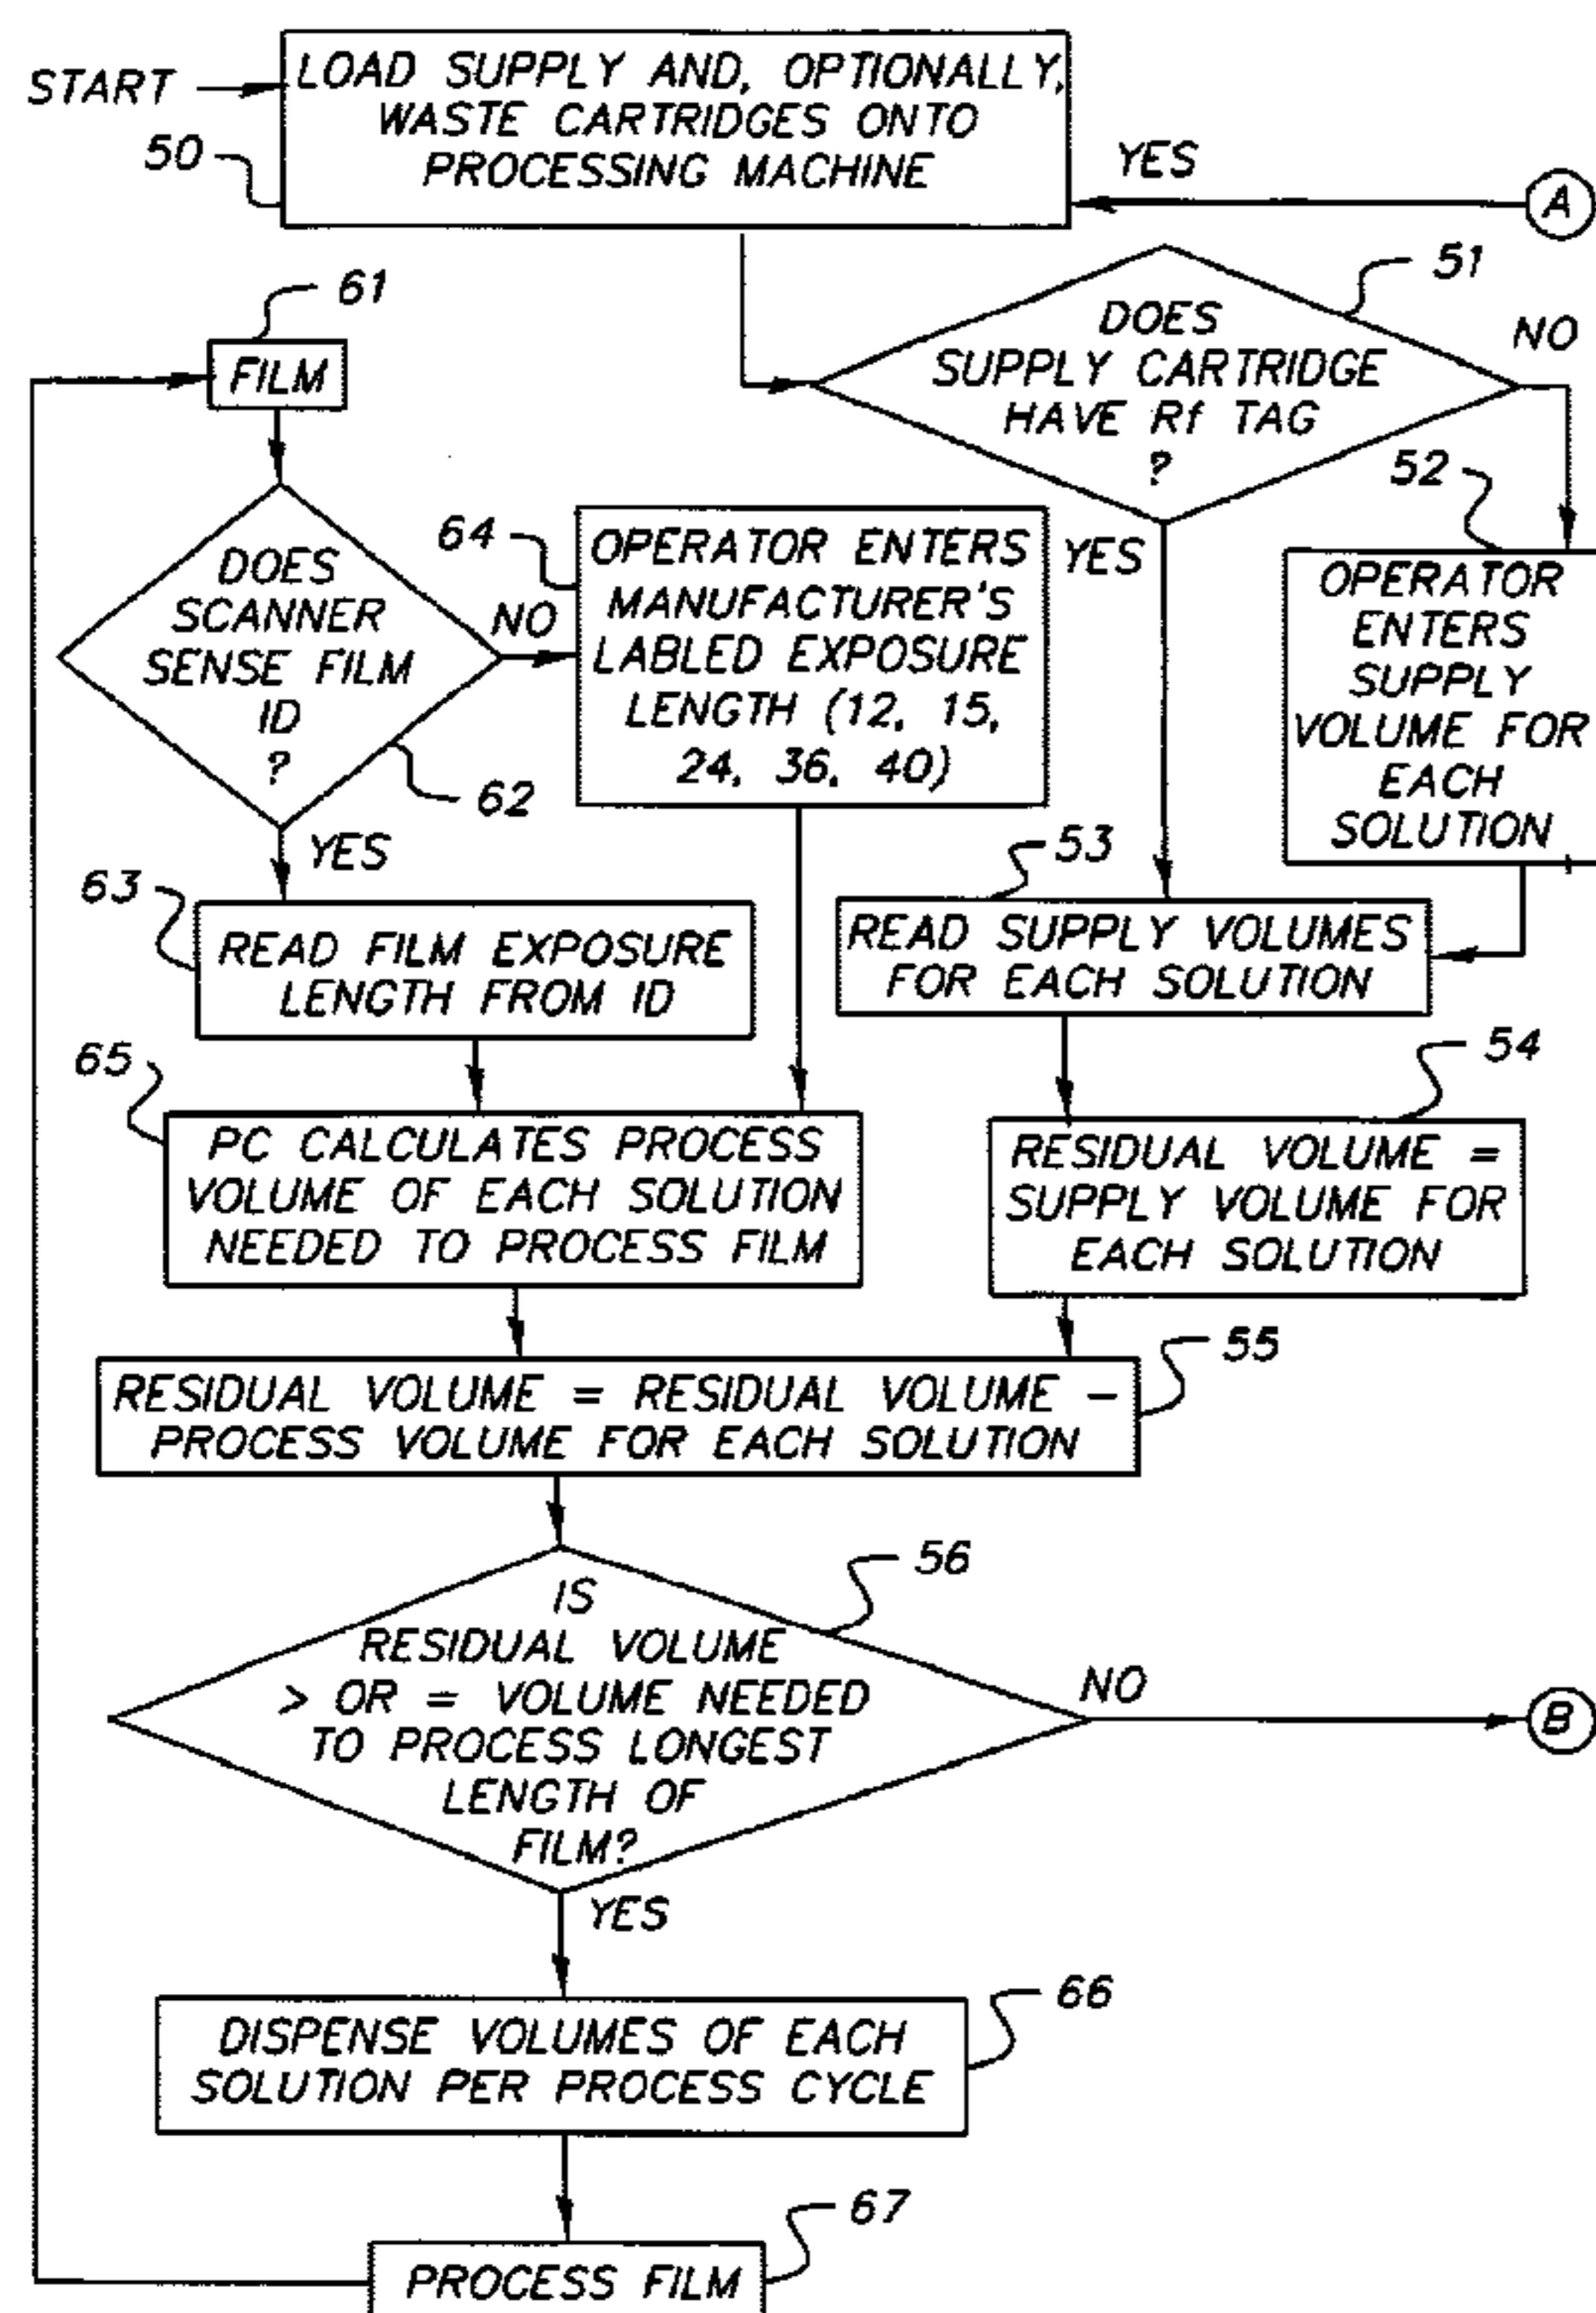 START
LOAD SUPPLY AND, OPTIONALLY,
WASTE CARTRIDGES ONTO
PROCESSING MACHINE
50
YES
A
51
DOES
SUPPLY CARTRIDGE
HAVE Rf TAG
?
NO
YES
52
OPERATOR
ENTERS
SUPPLY
VOLUME FOR
EACH
SOLUTION
61
FILM
DOES
SCANNER
SENSE FILM
ID
?
62
NO
YES
64
OPERATOR ENTERS
MANUFACTURER'S
LABLED EXPOSURE
LENGTH (12, 15,
24, 36, 40)
63
READ FILM EXPOSURE
LENGTH FROM ID
53
READ SUPPLY VOLUMES
FOR EACH SOLUTION
65
PC CALCULATES PROCESS
VOLUME OF EACH SOLUTION
NEEDED TO PROCESS FILM
54
RESIDUAL VOLUME =
SUPPLY VOLUME FOR
EACH SOLUTION
55
RESIDUAL VOLUME = RESIDUAL VOLUME –
PROCESS VOLUME FOR EACH SOLUTION
56
IS
RESIDUAL VOLUME
> OR = VOLUME NEEDED
TO PROCESS LONGEST
LENGTH OF
FILM?
NO
B
YES
66
DISPENSE VOLUMES OF EACH
SOLUTION PER PROCESS CYCLE
67
PROCESS FILM